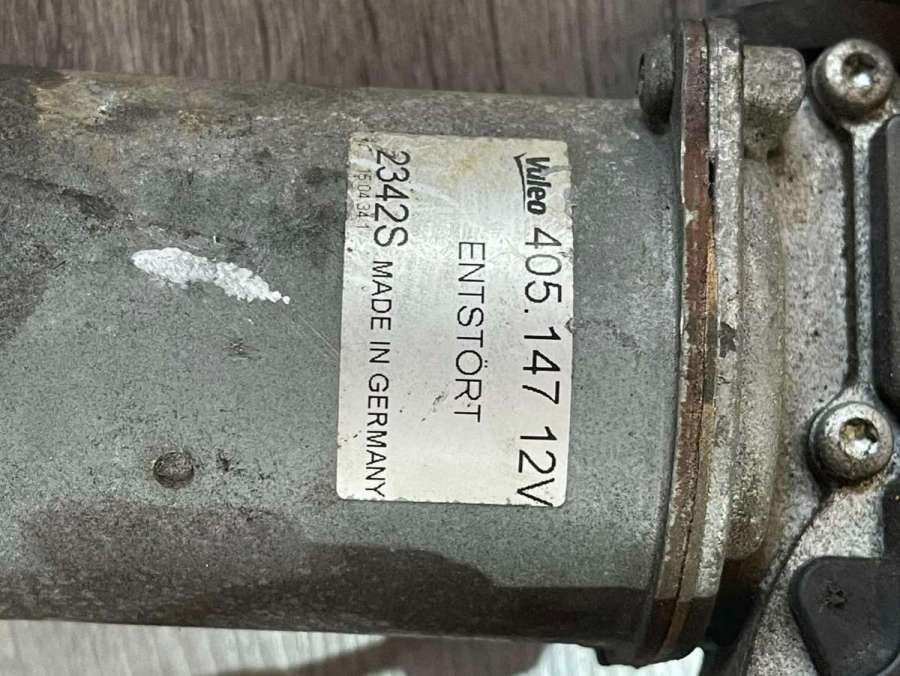 Valeo 405.147 12V
ENTSTÖRT
2342S MADE IN GERMANY